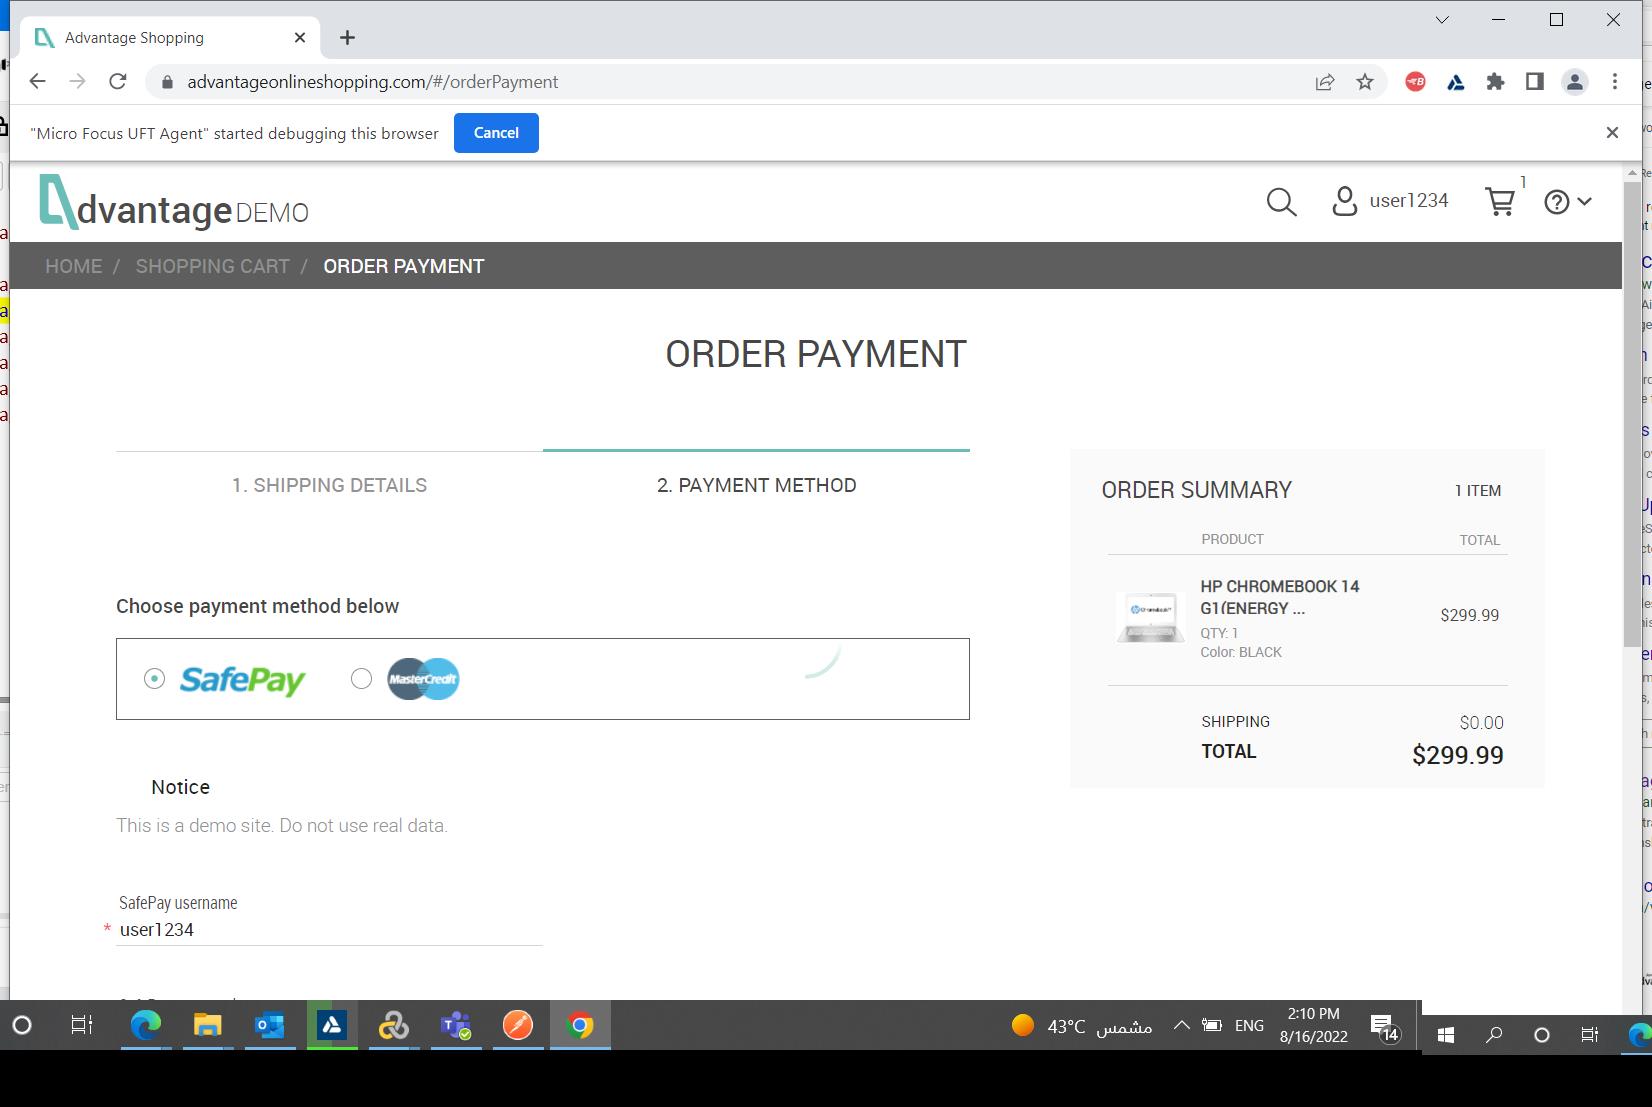 Advantage Shopping
advantageonlineshopping.com/#/orderPayment
"Micro Focus UFT Agent" started debugging this browser
Cancel
dvantage DEMO
user1234
1
HOME / SHOPPING CART / ORDER PAYMENT
ORDER PAYMENT
1. SHIPPING DETAILS
2. PAYMENT METHOD
Choose payment method below
SafePay
MasterCredit
Notice
This is a demo site. Do not use real data.
SafePay username
* user1234
ORDER SUMMARY
1 ITEM
PRODUCT
TOTAL
HP CHROMEBOOK 14
G1(ENERGY ...
$299.99
QTY: 1
Color: BLACK
SHIPPING
$0.00
TOTAL
$299.99
43°C مشمس
ENG
2:10 PM
8/16/2022
14